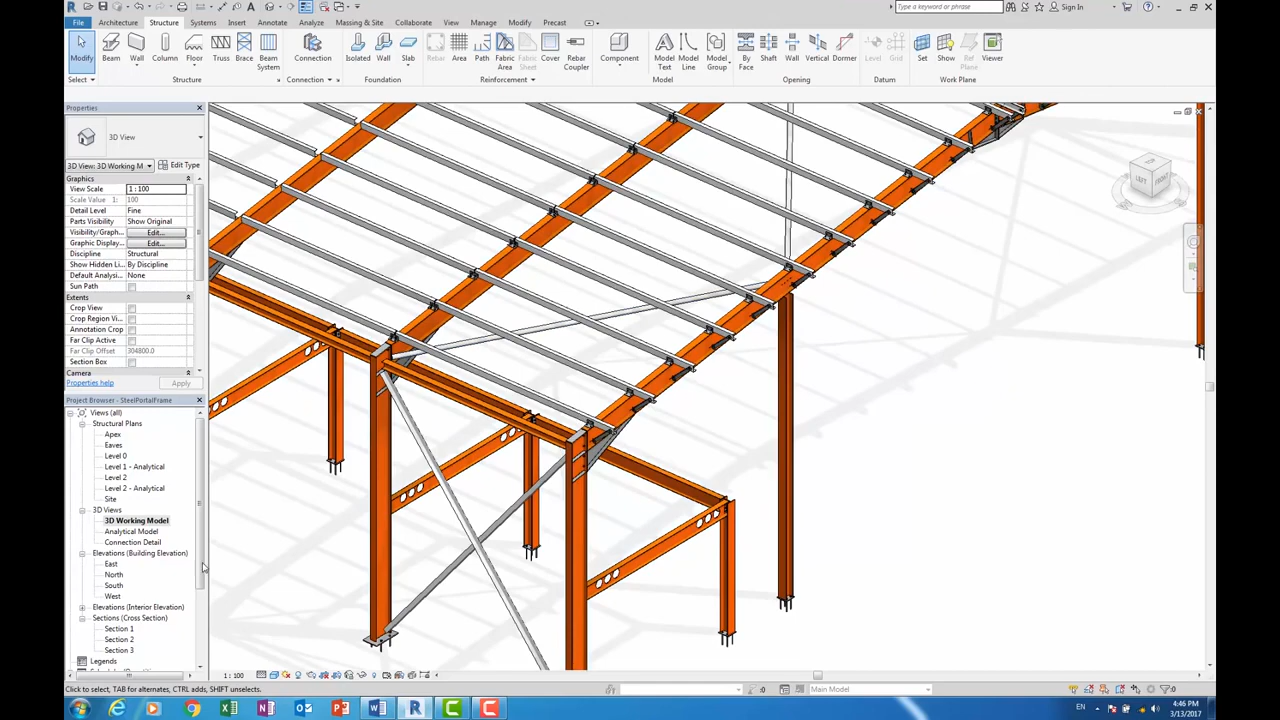 Type a keyword or phrase
Sign In
File
Architecture
Structure
Systems
Insert
Annotate
Analyze
Massing & Site
Collaborate
View
Manage
Modify
Precast
Modify
Beam
Wall
Column
Floor
Truss
Brace
Beam
System
Connection
Isolated
Wall
Slab
Rebar
Area
Path
Fabric
Area
Fabric
Sheet
Cover
Rebar
Coupler
Component
Model
Text
Model
Line
Model
Group
By
Face
Shaft
Wall
Vertical
Dormer
Level
Grid
Set
Show
Ref
Plane
Viewer
Select
Structure
Connection
Foundation
Reinforcement
Model
Opening
Datum
Work Plane
Properties
3D View
3D View: 3D Working M
Edit Type
Graphics
View Scale
1 : 100
Scale Value 1:
100
Detail Level
Fine
Parts Visibility
Show Original
Visibility/Graph...
Edit...
Graphic Display...
Edit...
Discipline
Structural
Show Hidden Li...
By Discipline
Default Analysi...
None
Sun Path
Extents
Crop View
Crop Region Vi...
Annotation Crop
Far Clip Active
Far Clip Offset
304800.0
Section Box
Camera
Properties help
Apply
Project Browser - SteelPortalFrame
Views (all)
Structural Plans
Apex
Eaves
Level 0
Level 1 - Analytical
Level 2
Level 2 - Analytical
Site
3D Views
3D Working Model
Analytical Model
Connection Detail
Elevations (Building Elevation)
East
North
South
West
Elevations (Interior Elevation)
Sections (Cross Section)
Section 1
Section 2
Section 3
Legends
LEFT
FRONT
1 : 100
Click to select, TAB for alternates, CTRL adds, SHIFT unselects.
:0
Main Model
:0
EN
4:46 PM
3/13/2017